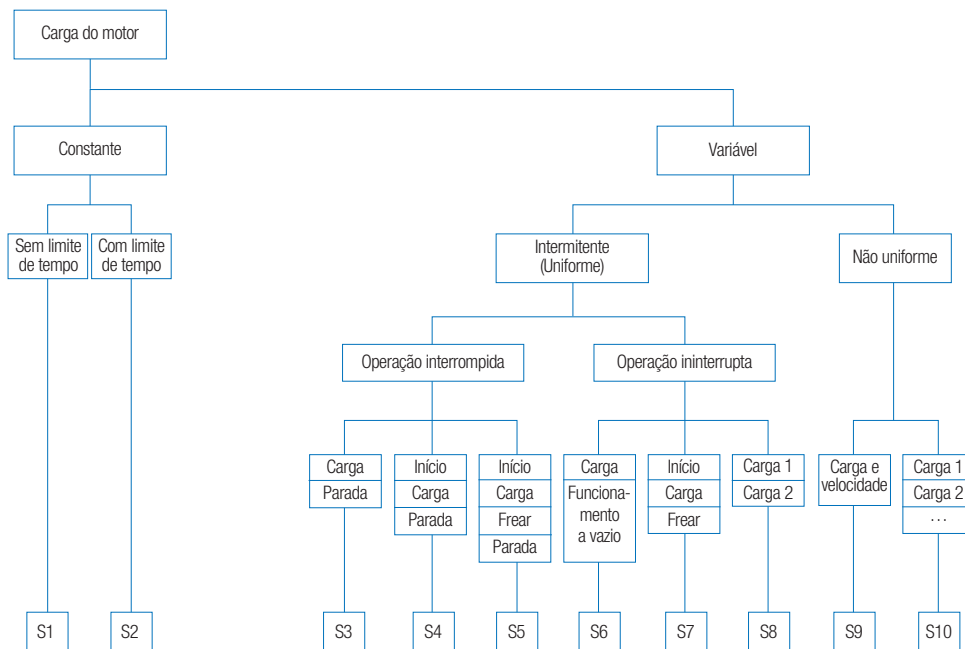 Carga do motor
Constante
Variável
Sem limite
de tempo
Com limite
de tempo
Intermitente
(Uniforme)
Não uniforme
Operação interrompida
Operação ininterrupta
Carga
Parada
Início
Carga
Parada
Início
Carga
Frear
Parada
Carga
Funciona-
mento
a vazio
Início
Carga
Frear
Carga 1
Carga 2
Carga e
velocidade
Carga 1
Carga 2
...
S1
S2
S3
S4
S5
S6
S7
S8
S9
S10